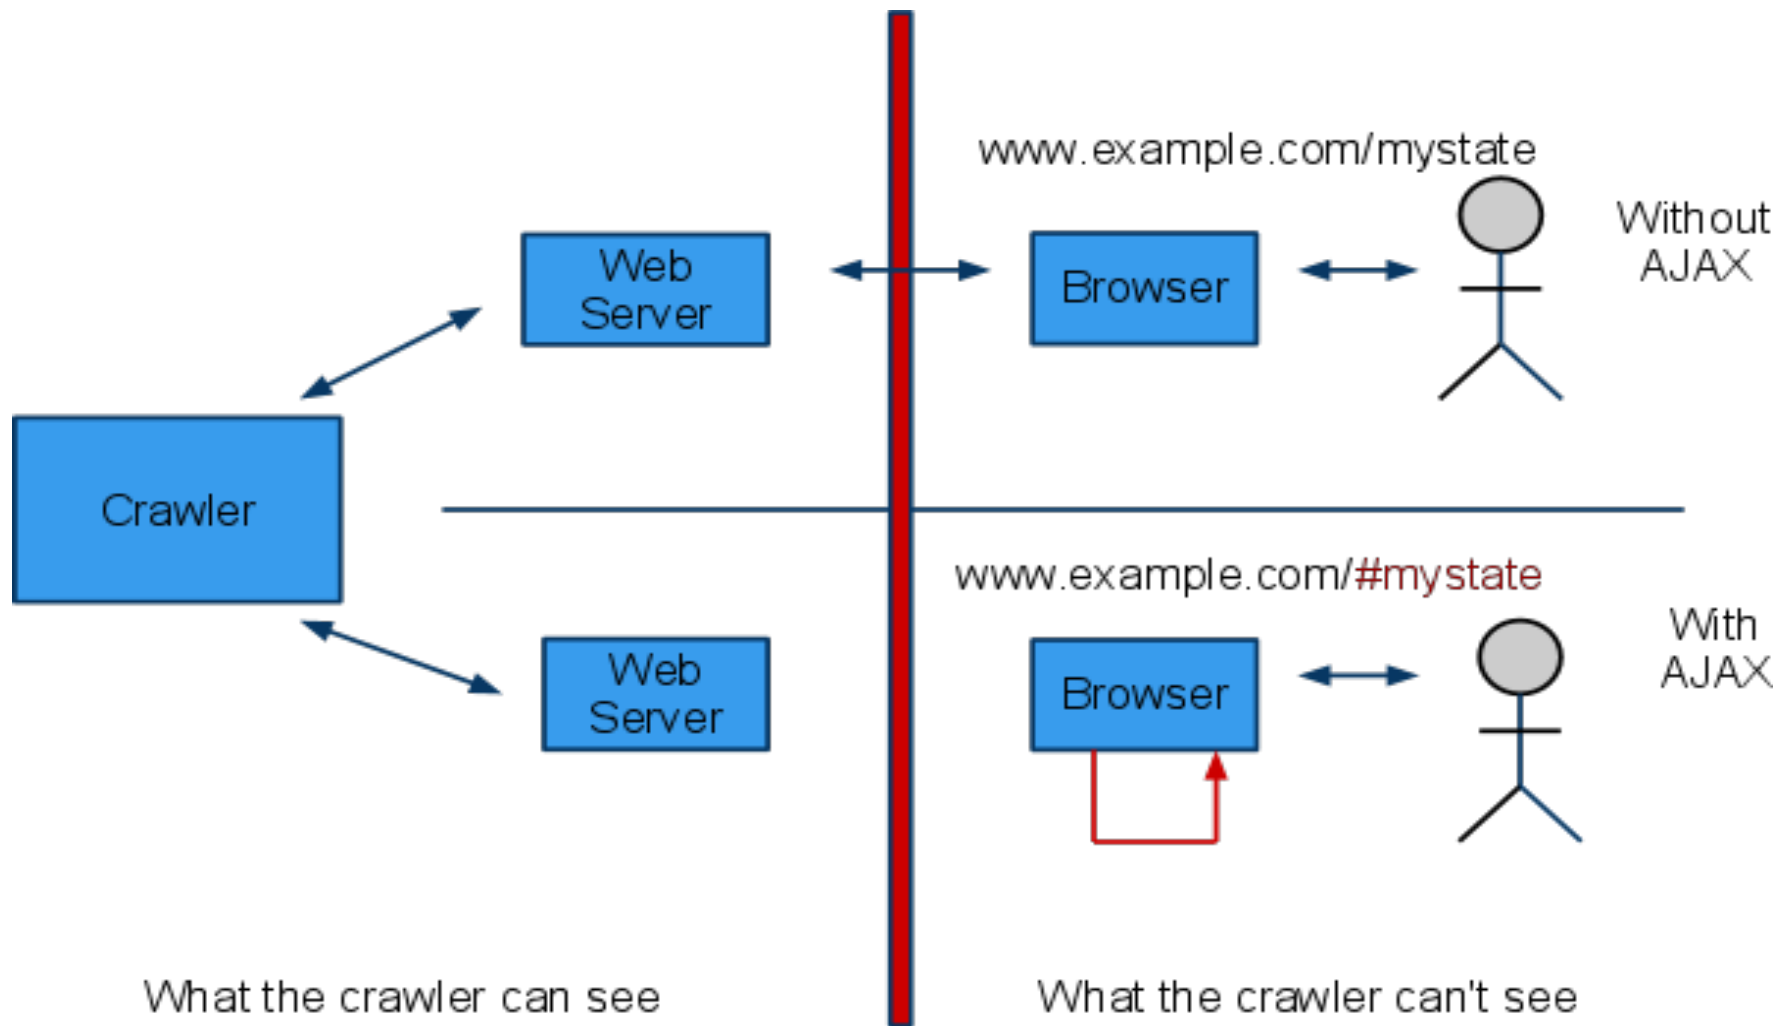 www.example.com/mystate
Without
AJAX
Web
Server
Browser
Crawler
www.example.com/#mystate
With
AJAX
Web
Server
Browser
What the crawler can see
What the crawler can't see